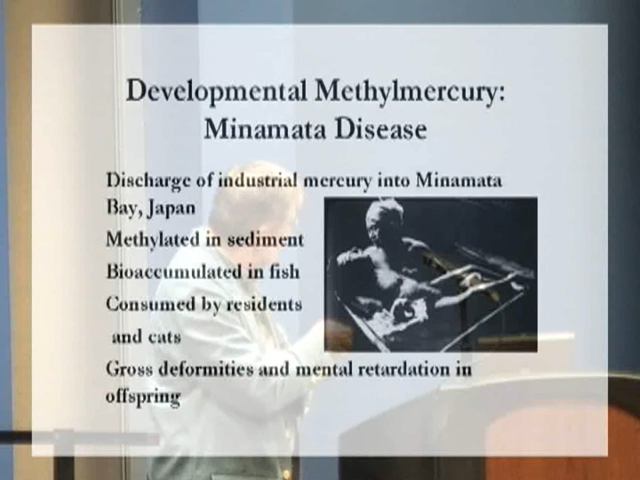 Developmental Methylmercury:
Minamata Disease
Discharge of industrial mercury into Minamata
Bay, Japan
Methylated in sediment
Bioaccumulated in fish
Consumed by residents
and cats
Gross deformities and mental retardation in
offspring